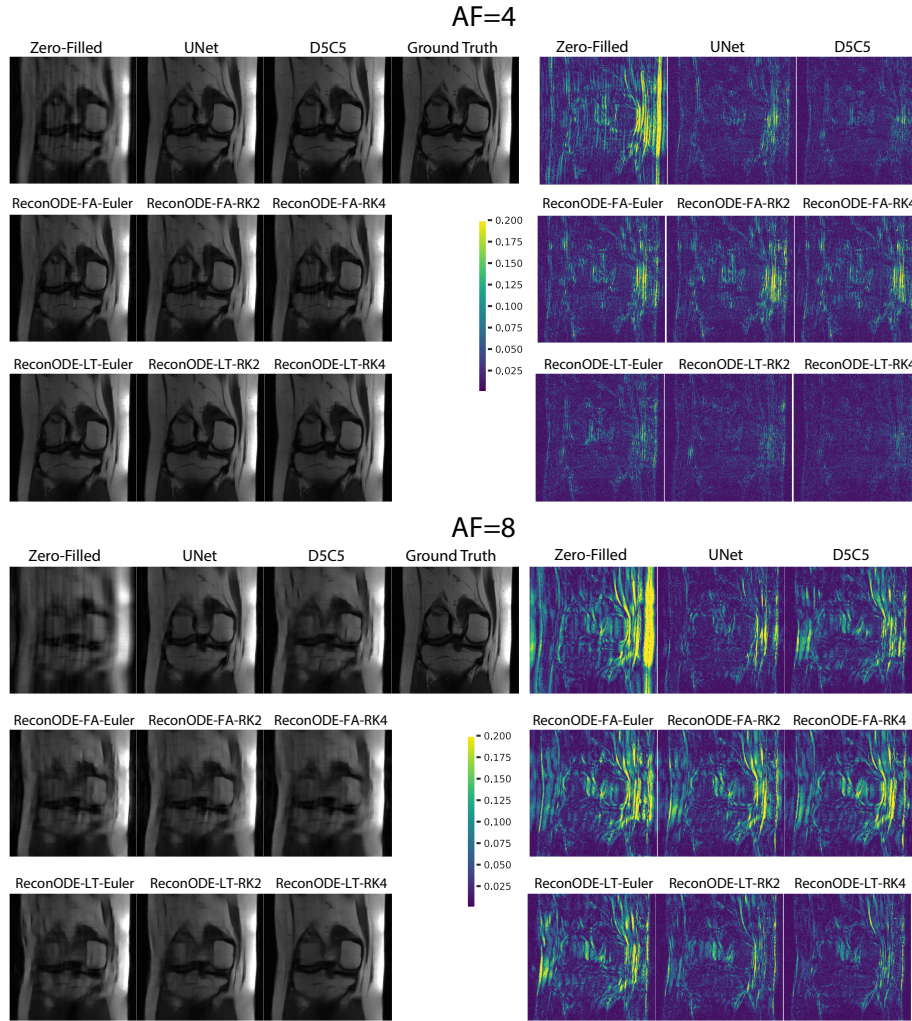 AF=4
Zero-Filled UNet D5C5 Ground Truth Zero-Filled UNet D5C5
ReconODE-FA-Euler ReconODE-FA-RK2 ReconODE-FA-RK4 ReconODE-FA-Euler ReconODE-FA-RK2 ReconODE-FA-RK4
0.200
0.175
0.150
0.125
0.100
0.075
0.050
0.025
ReconODE-LT-Euler ReconODE-LT-RK2 ReconODE-LT-RK4 ReconODE-LT-Euler ReconODE-LT-RK2 ReconODE-LT-RK4
AF=8
Zero-Filled UNet D5C5 Ground Truth Zero-Filled UNet D5C5
ReconODE-FA-Euler ReconODE-FA-RK2 ReconODE-FA-RK4 ReconODE-FA-Euler ReconODE-FA-RK2 ReconODE-FA-RK4
0.200
0.175
0.150
0.125
0.100
0.075
0.050
0.025
ReconODE-LT-Euler ReconODE-LT-RK2 ReconODE-LT-RK4 ReconODE-LT-Euler ReconODE-LT-RK2 ReconODE-LT-RK4